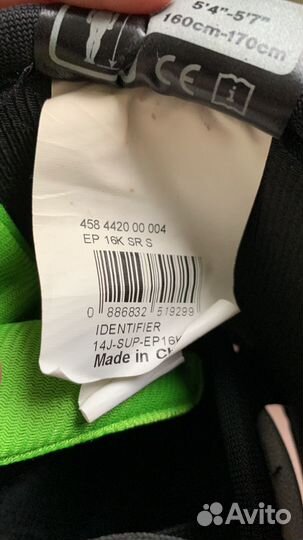 5'4"-5'7"
160cm-170cm
CE
458 4420 00 004
EP 16K SR S
0 886832 519299
IDENTIFIER
14J-SUP-EP16K
Made in
Avito